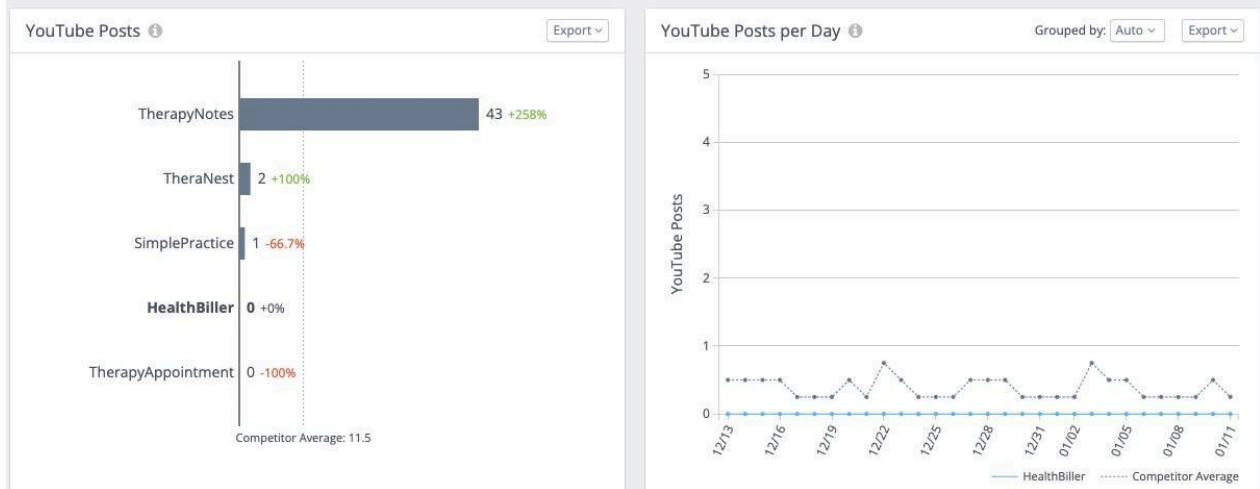 YouTube Posts
Export
TherapyNotes 43 +258%
TheraNest 2 +100%
SimplePractice 1 -66.7%
HealthBiller 0 +0%
TherapyAppointment 0 -100%
Competitor Average: 11.5
YouTube Posts per Day
Grouped by: Auto Export
YouTube Posts
5
4
3
2
1
0
12/13 12/16 12/19 12/22 12/25 12/28 12/31 01/02 01/05 01/08 01/11
HealthBiller Competitor Average